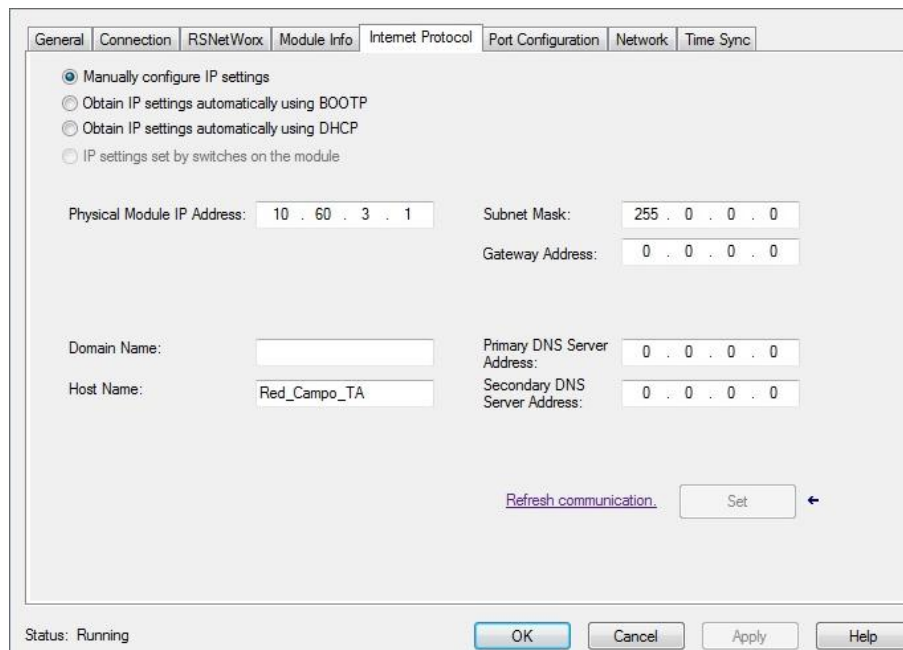 General Connection RSNetWorx Module Info Internet Protocol Port Configuration Network Time Sync
Manually configure IP settings
Obtain IP settings automatically using BOOTP
Obtain IP settings automatically using DHCP
IP settings set by switches on the module
Physical Module IP Address: 10 . 60 . 3 . 1
Subnet Mask: 255 . 0 . 0 . 0
Gateway Address: 0 . 0 . 0 . 0
Domain Name:
Host Name: Red_Campo_TA
Primary DNS Server
Address: 0 . 0 . 0 . 0
Secondary DNS
Server Address: 0 . 0 . 0 . 0
Refresh communication. Set
Status: Running
OK Cancel Apply Help